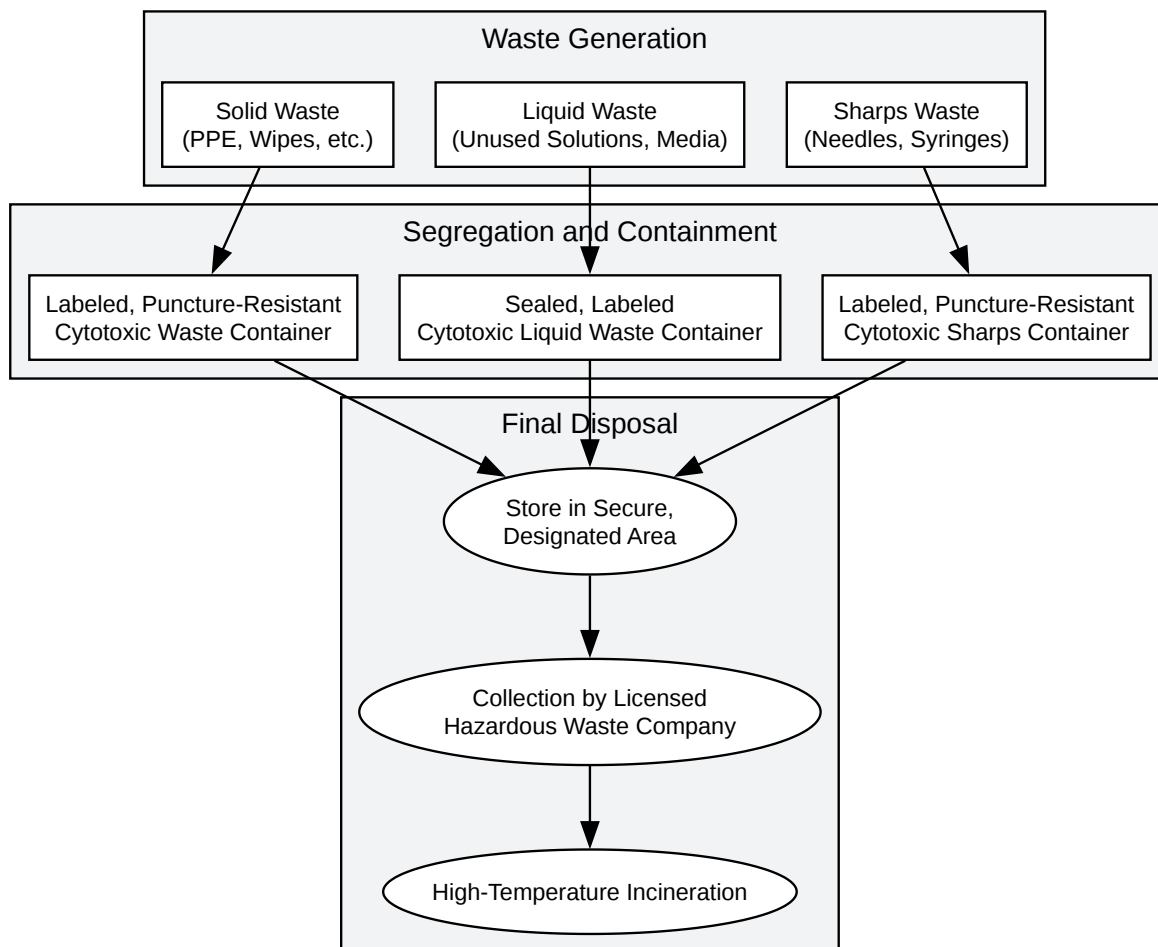 Waste Generation
Solid Waste
(PPE, Wipes, etc.)
Liquid Waste
(Unused Solutions, Media)
Sharps Waste
(Needles, Syringes)
Segregation and Containment
Labeled, Puncture-Resistant
Cytotoxic Waste Container
Sealed, Labeled
Cytotoxic Liquid Waste Container
Labeled, Puncture-Resistant
Cytotoxic Sharps Container
Final Disposal
Store in Secure,
Designated Area
Collection by Licensed
Hazardous Waste Company
High-Temperature Incineration